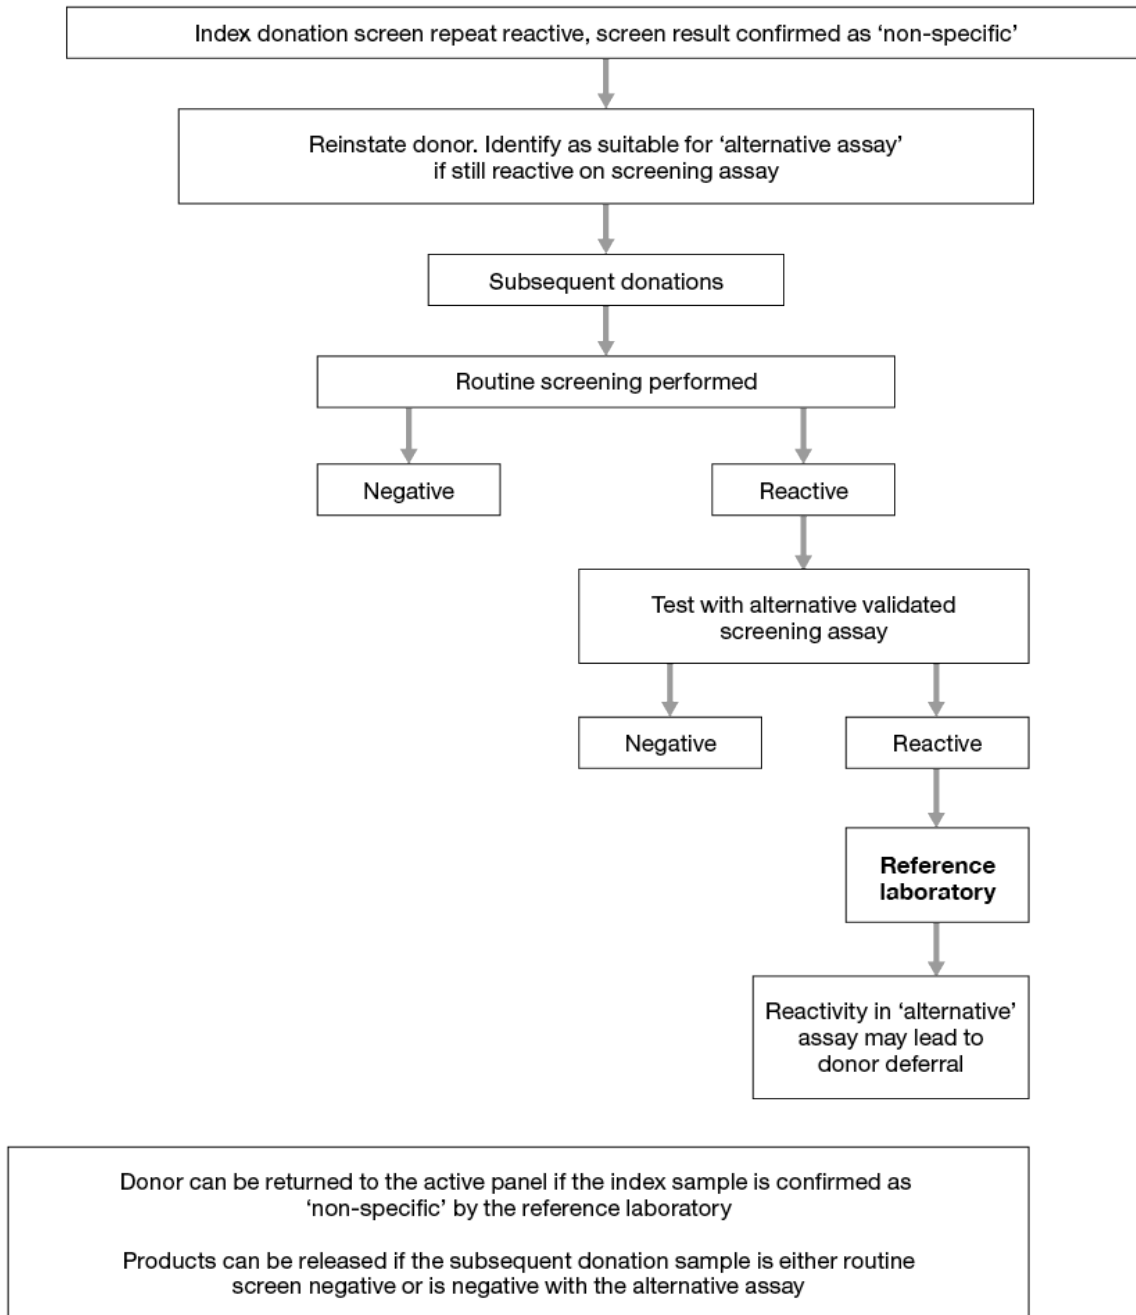 Index donation screen repeat reactive, screen result confirmed as ‘non-specific’
Reinstate donor. Identify as suitable for ‘alternative assay’
if still reactive on screening assay
Subsequent donations
Routine screening performed
Negative
Reactive
Test with alternative validated
screening assay
Negative
Reactive
Reference
laboratory
Reactivity in ‘alternative’
assay may lead to
donor deferral
Donor can be returned to the active panel if the index sample is confirmed as
‘non-specific’ by the reference laboratory
Products can be released if the subsequent donation sample is either routine
screen negative or is negative with the alternative assay